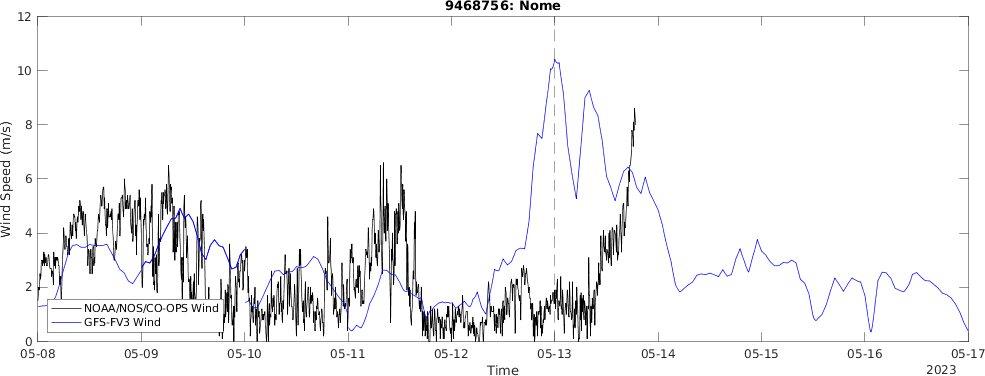 9468756: Nome
Wind Speed (m/s)
12
10
8
6
4
2
0
NOAA/NOS/CO-OPS Wind
GFS-FV3 Wind
05-08 05-09 05-10 05-11 05-12 05-13 05-14 05-15 05-16 05-17
Time
2023